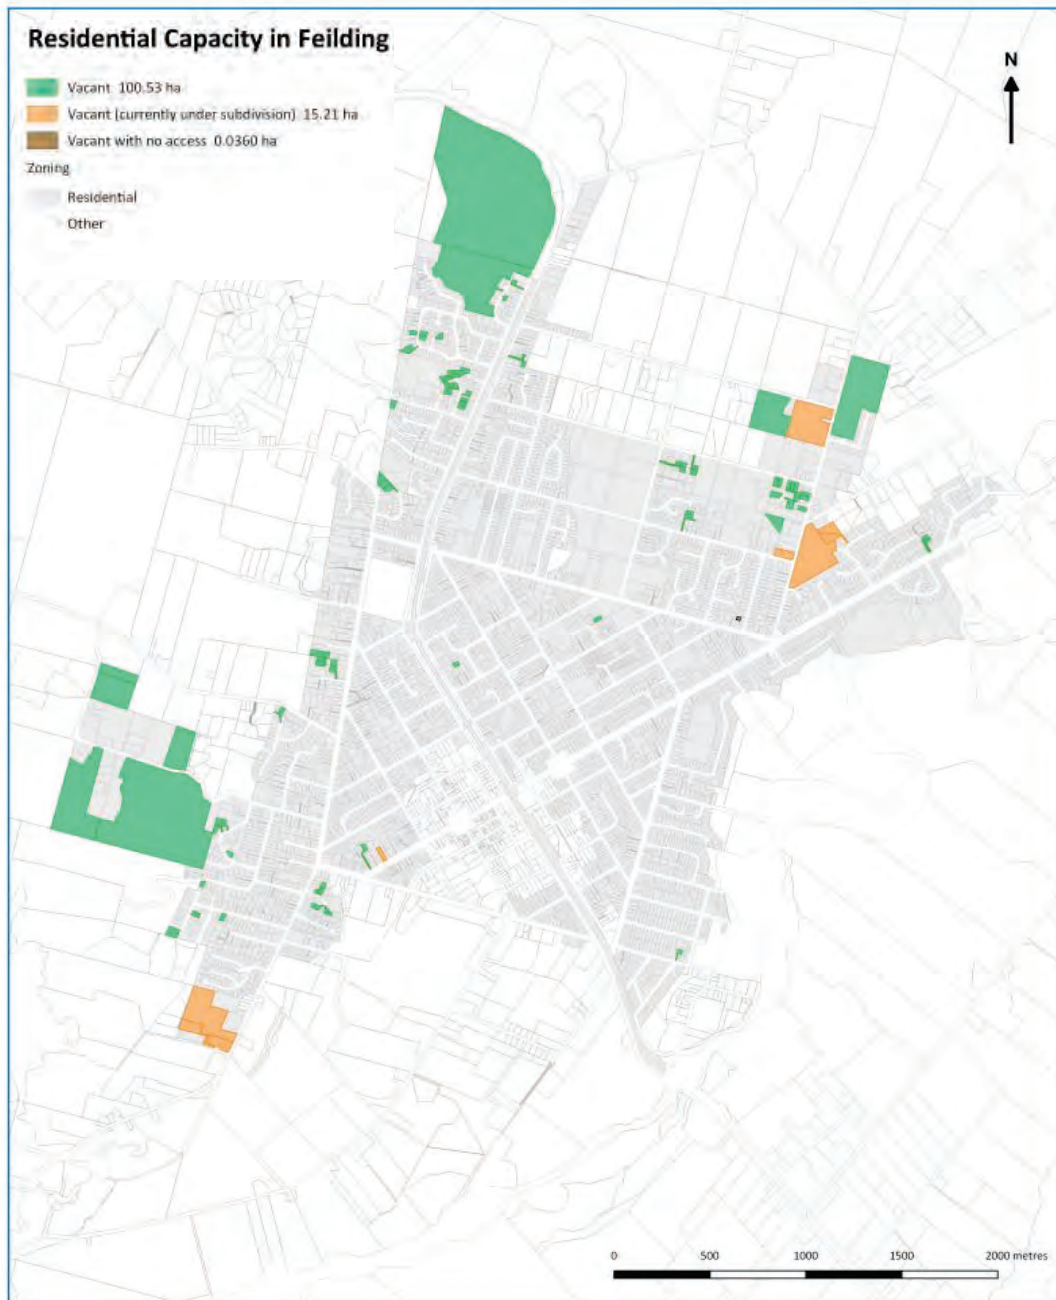 Residential Capacity in Feilding
Vacant 100.53 ha
Vacant (currently under subdivision) 15.21 ha
Vacant with no access 0.0360 ha
Zoning
Residential
Other
N
0 500 1000 1500 2000 metres